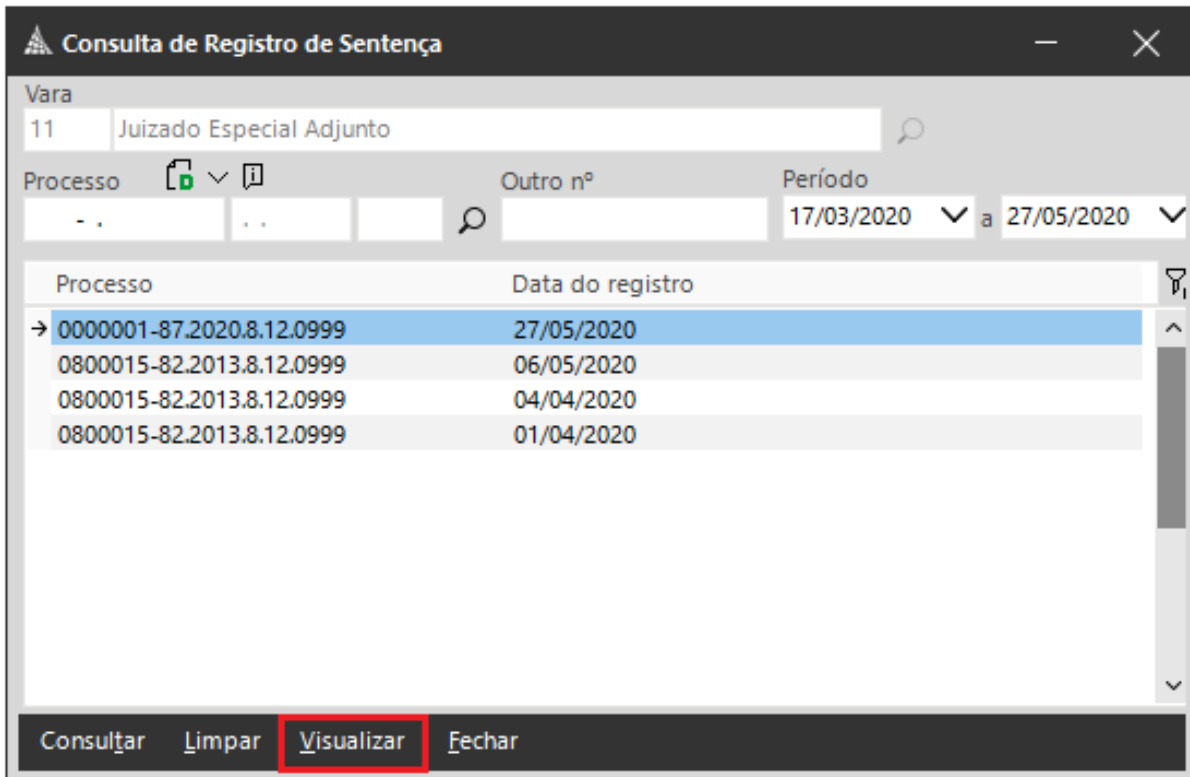 Consulta de Registro de Sentença
Vara
11 Juizado Especial Adjunto
Processo Outro nº Período
- . . . 17/03/2020 a 27/05/2020
Processo Data do registro
0000001-87.2020.8.12.0999 27/05/2020
0800015-82.2013.8.12.0999 06/05/2020
0800015-82.2013.8.12.0999 04/04/2020
0800015-82.2013.8.12.0999 01/04/2020
Consultar Limpar Visualizar Fechar